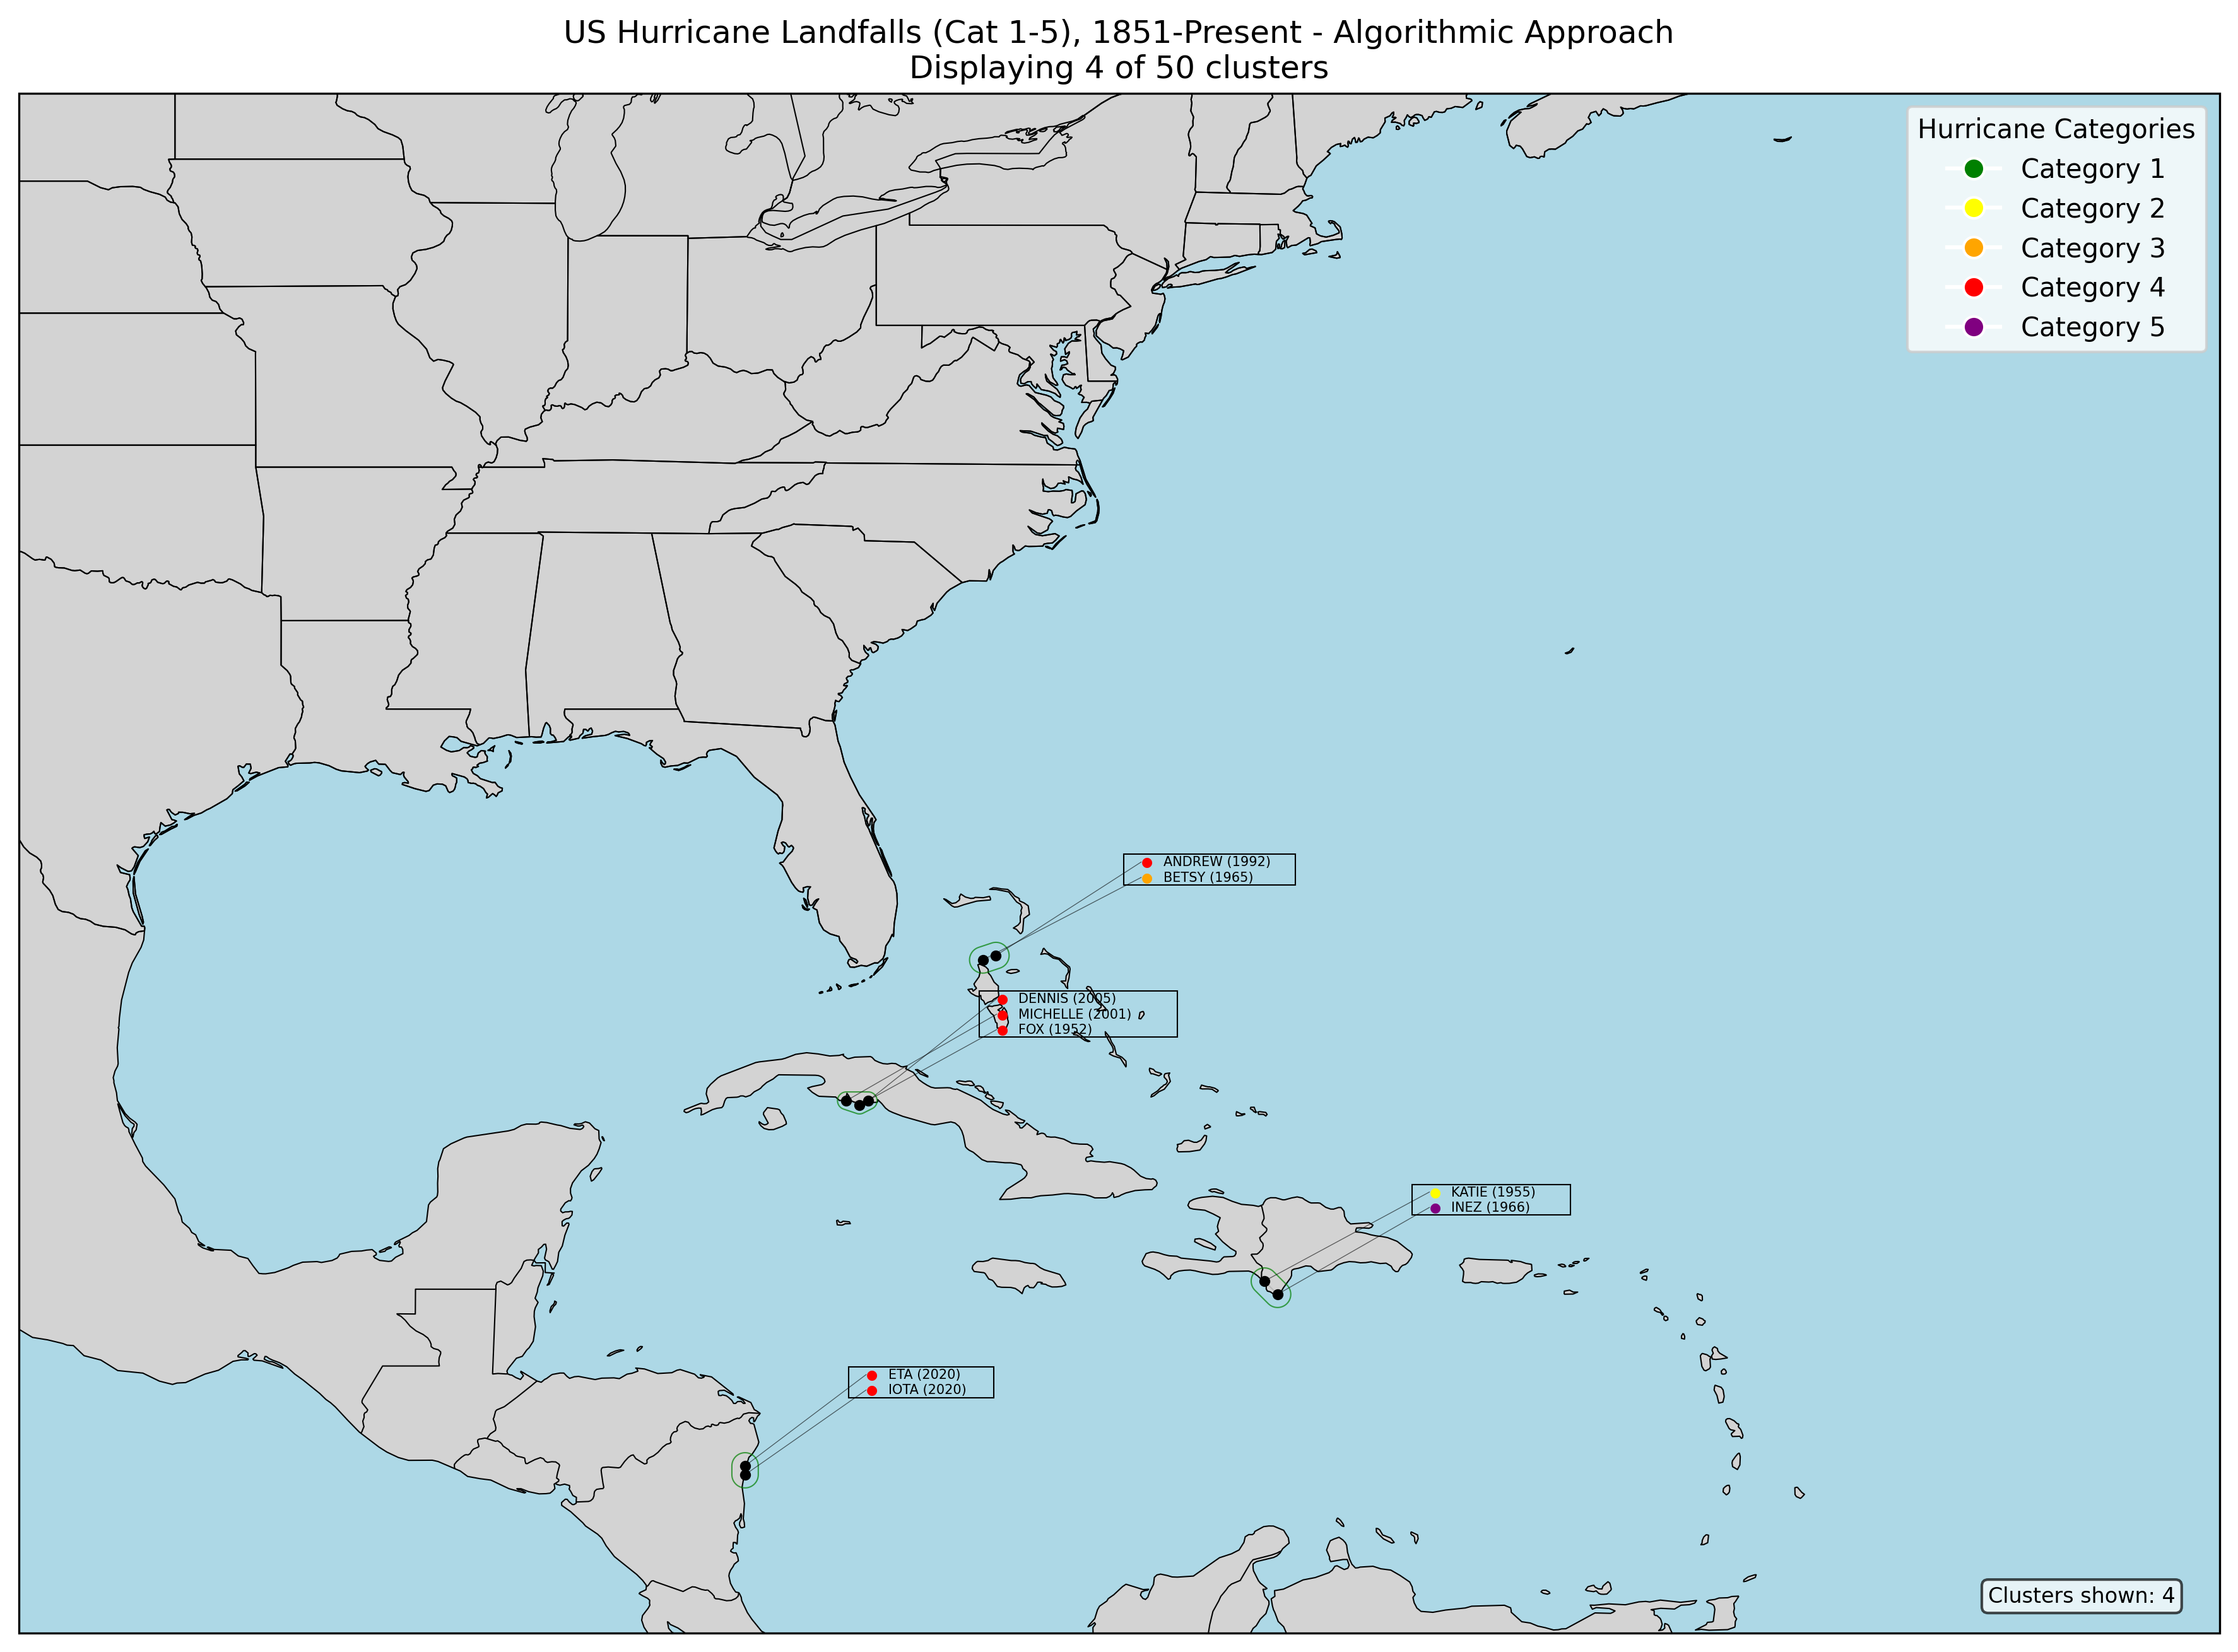 US Hurricane Landfalls (Cat 1-5), 1851-Present - Algorithmic Approach
Displaying 4 of 50 clusters
Hurricane Categories
Category 1
Category 2
Category 3
Category 4
Category 5
ANDREW (1992)
BETSY (1965)
DENNIS (2005)
MICHELLE (2001)
FOX (1952)
KATIE (1955)
INEZ (1966)
ETA (2020)
IOTA (2020)
Clusters shown: 4